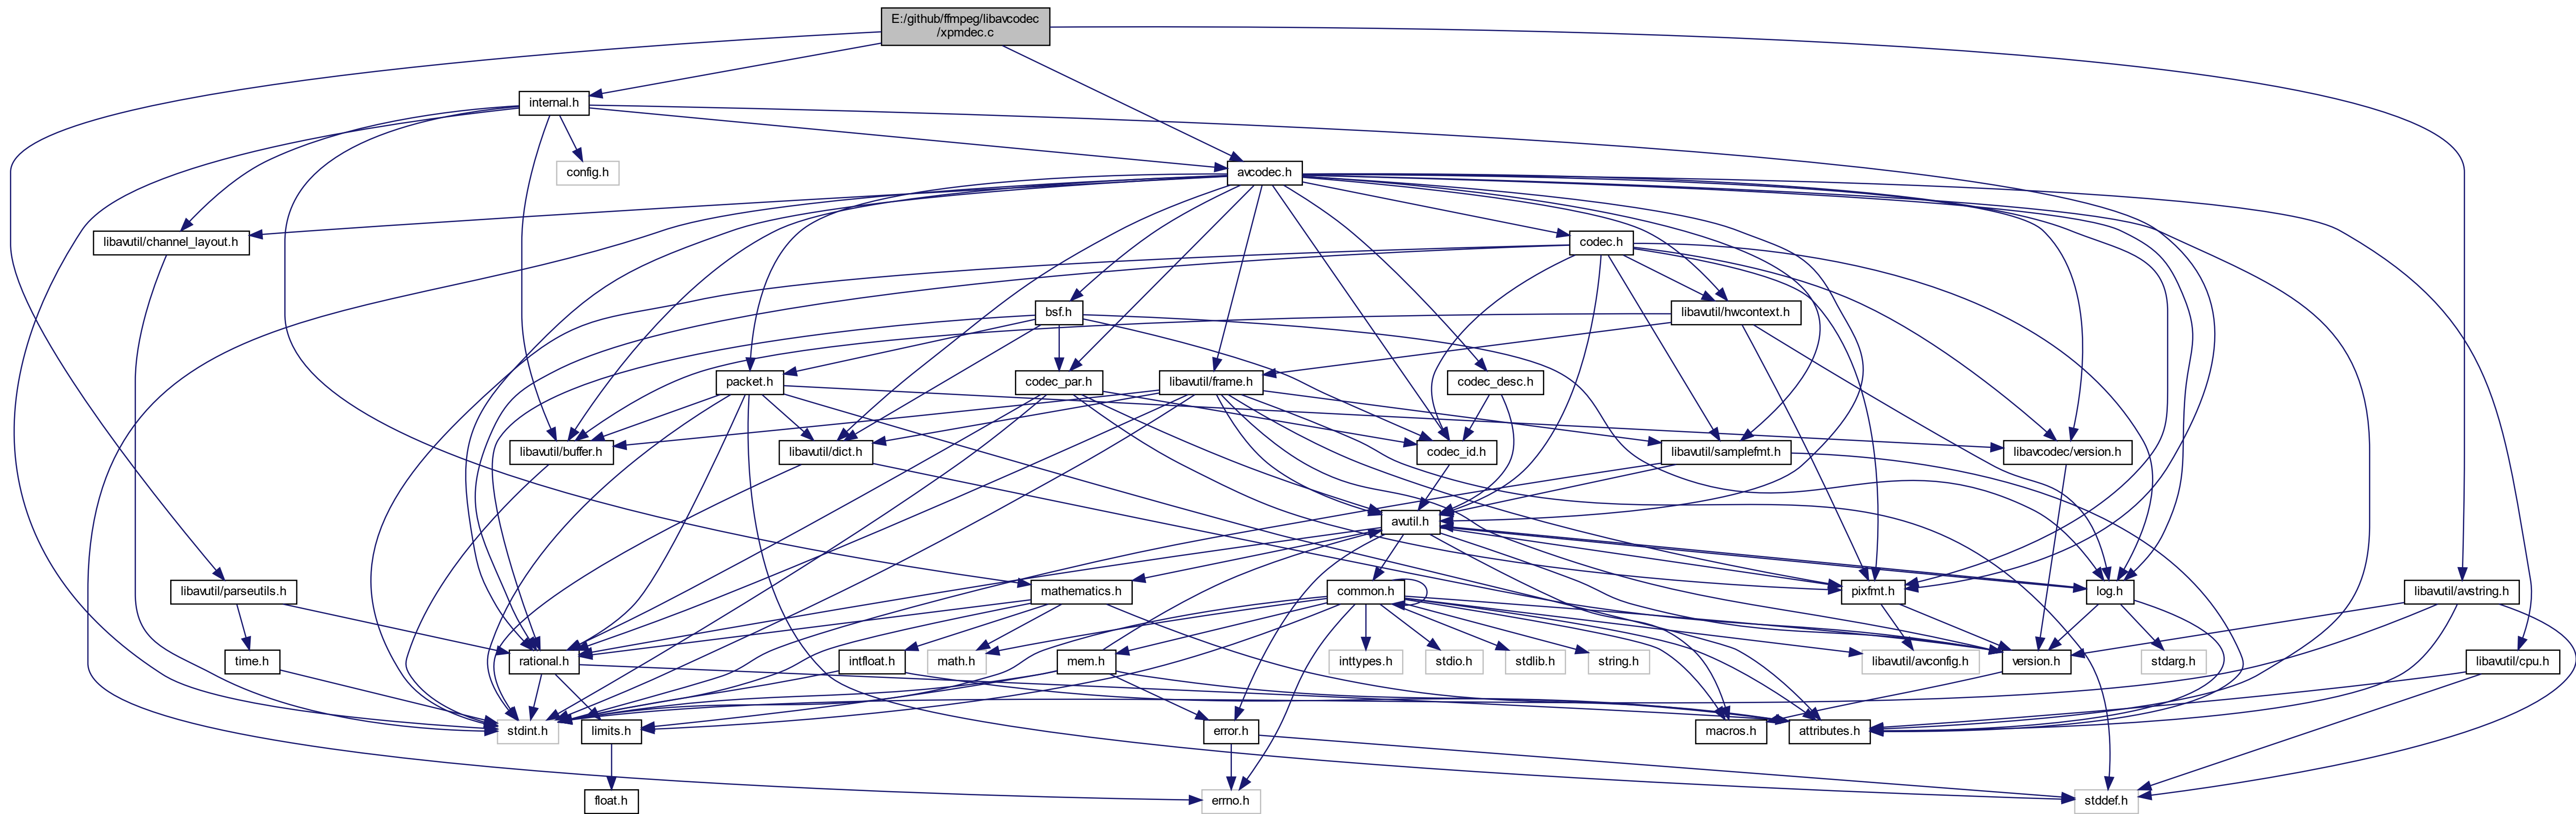 E:/github/ffmpeg/libavcodec
/xpmdec.c
internal.h
config.h
avcodec.h
libavutil/channel_layout.h
codec.h
bsf.h
libavutil/hwcontext.h
packet.h
codec_par.h
libavutil/frame.h
codec_desc.h
libavutil/buffer.h
libavutil/dict.h
codec_id.h
libavutil/samplefmt.h
libavcodec/version.h
avutil.h
libavutil/parseutils.h
mathematics.h
common.h
pixfmt.h
log.h
libavutil/avstring.h
time.h
rational.h
intfloat.h
math.h
mem.h
inttypes.h
stdio.h
stdlib.h
string.h
libavutil/avconfig.h
version.h
stdarg.h
libavutil/cpu.h
stdint.h
limits.h
error.h
macros.h
attributes.h
float.h
errno.h
stddef.h